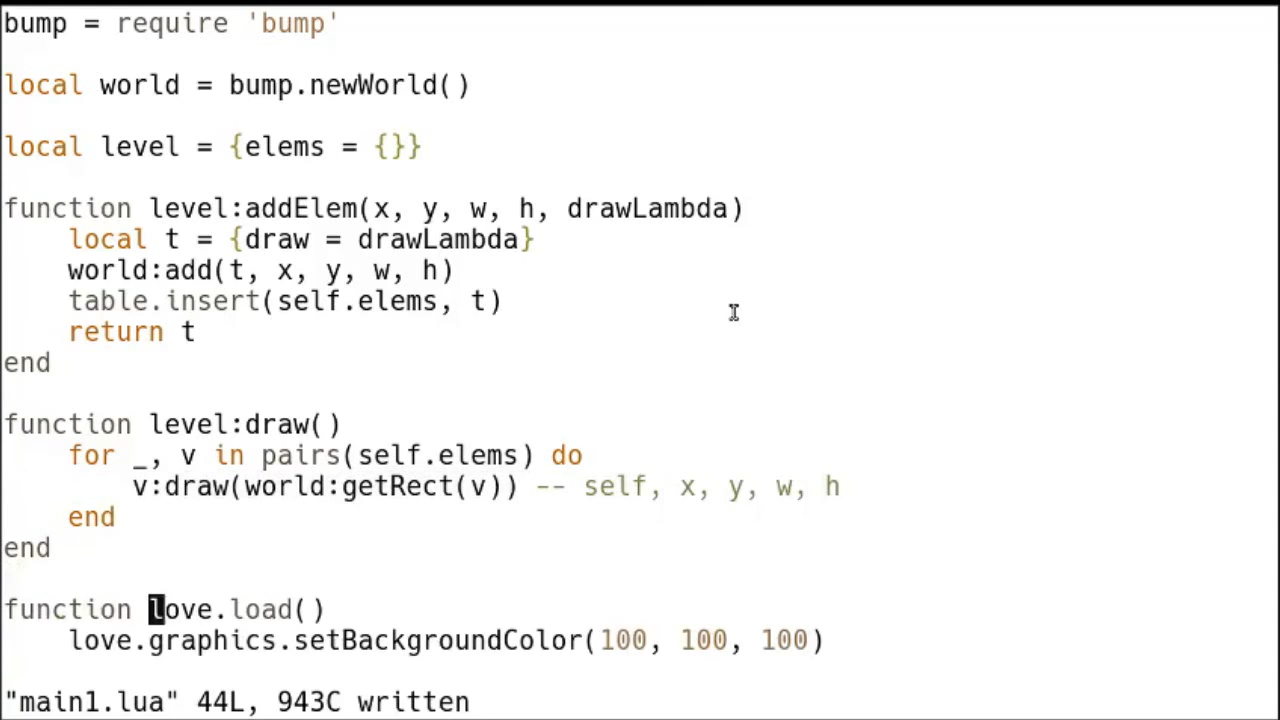 bump = require 'bump'
local world = bump.newWorld()
local level = {elems = {}}
function level:addElem(x, y, w, h, drawLambda)
    local t = {draw = drawLambda}
    world:add(t, x, y, w, h)
    table.insert(self.elems, t)
    return t
end
function level:draw()
    for _, v in pairs(self.elems) do
        v:draw(world:getRect(v)) -- self, x, y, w, h
    end
end
function love.load()
    love.graphics.setBackgroundColor(100, 100, 100)
"main1.lua" 44L, 943C written